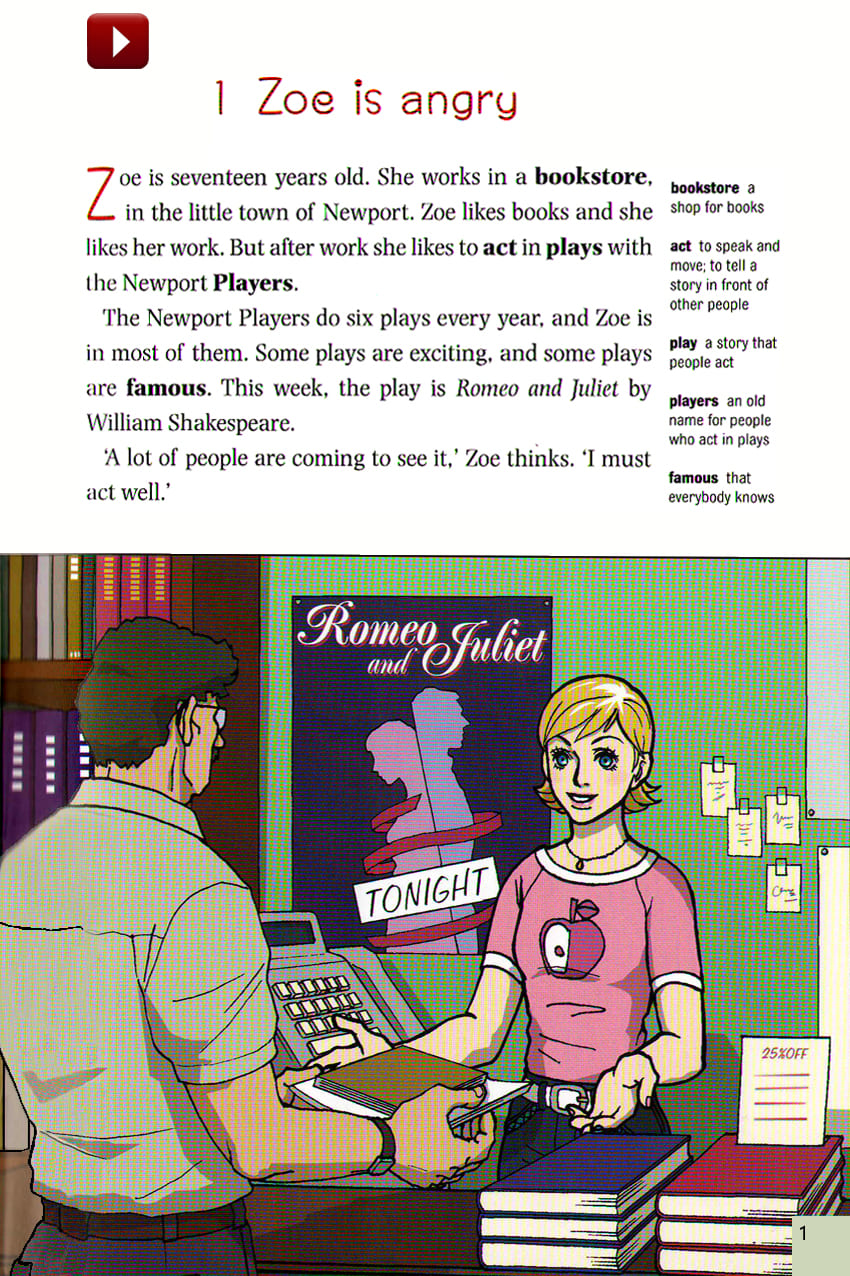 1 Zoe is angry
Zoe is seventeen years old. She works in a bookstore,
in the little town of Newport. Zoe likes books and she
likes her work. But after work she likes to act in plays with
the Newport Players.
The Newport Players do six plays every year, and Zoe is
in most of them. Some plays are exciting, and some plays
are famous. This week, the play is Romeo and Juliet by
William Shakespeare.
‘A lot of people are coming to see it,’ Zoe thinks. ‘I must
act well.’
bookstore a
shop for books
act to speak and
move; to tell a
story in front of
other people
play a story that
people act
players an old
name for people
who act in plays
famous that
everybody knows
Romeo
and Juliet
TONIGHT
25%OFF
1